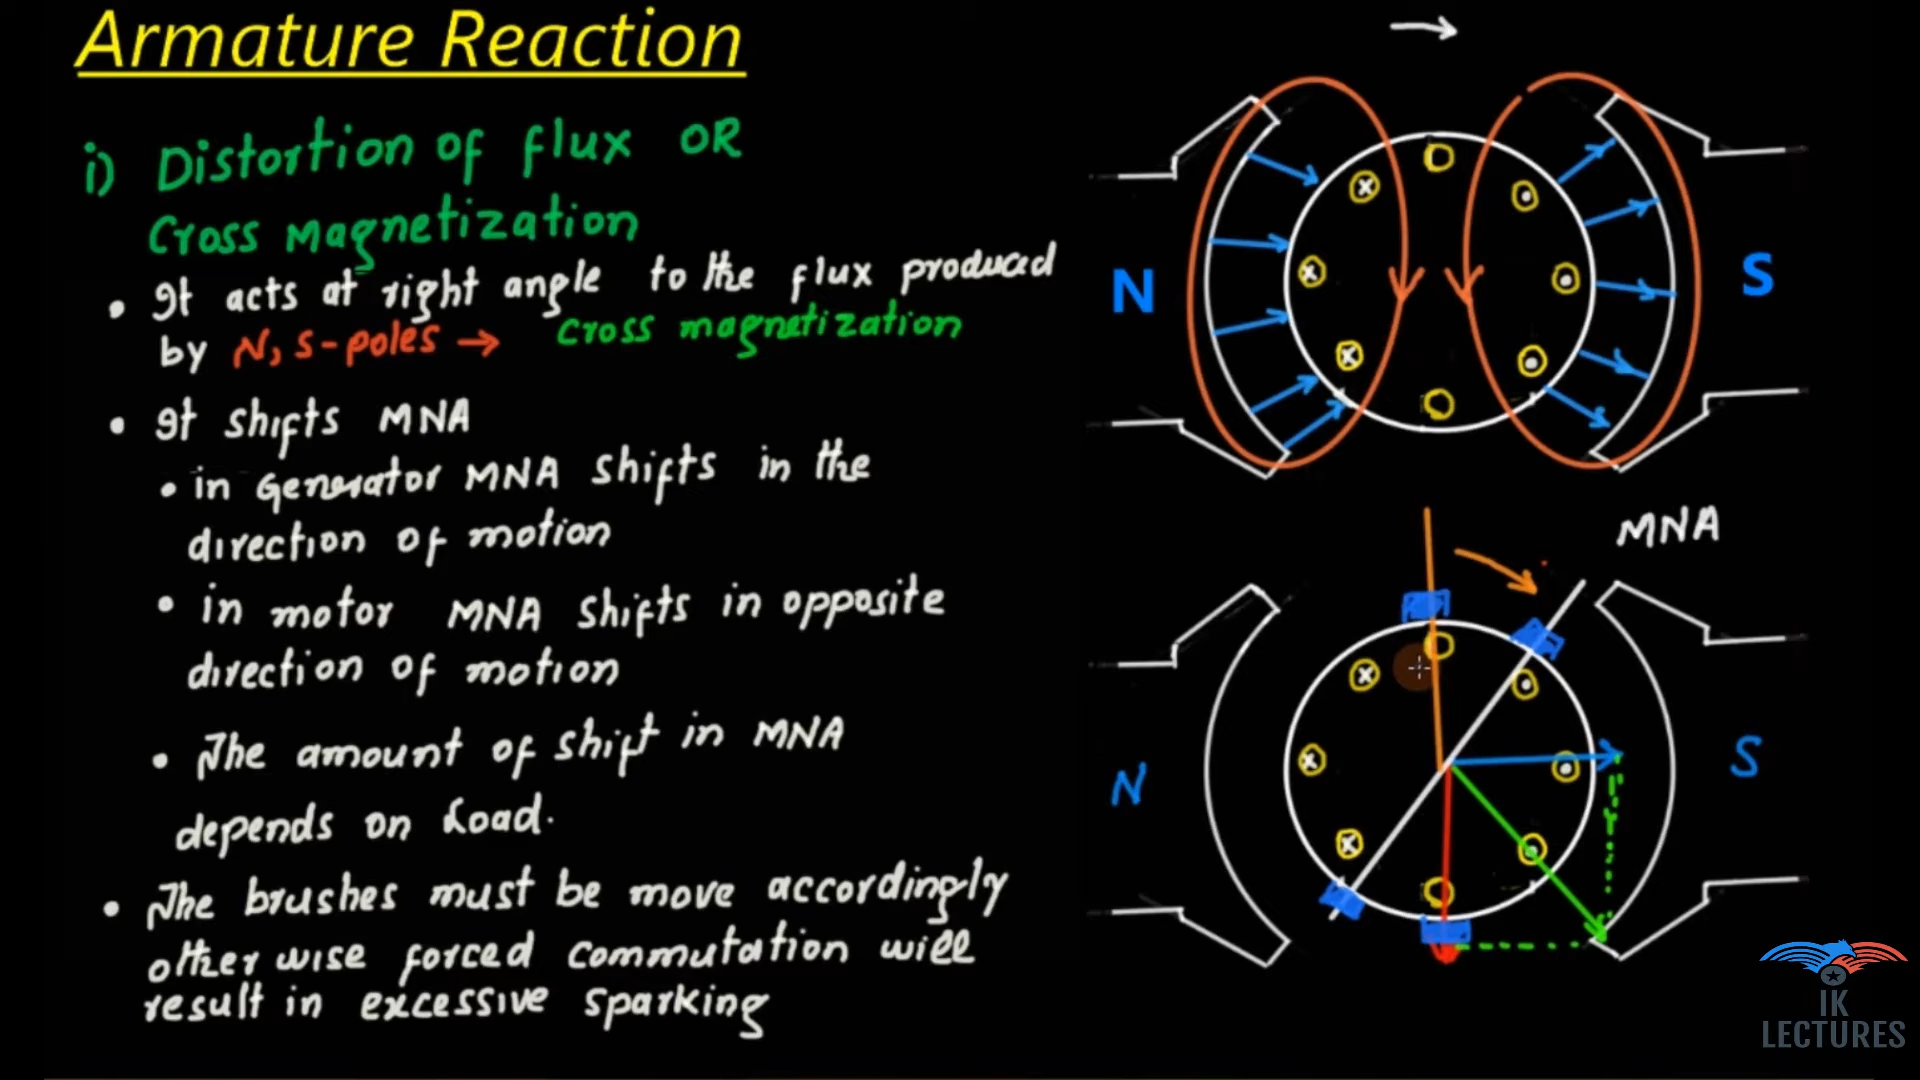 Armature Reaction
i) Distortion of flux OR
Cross magnetization
• It acts at right angle to the flux produced
by N, S-poles → Cross magnetization
• It shifts MNA
• in Generator MNA shifts in the
direction of motion
• in motor MNA shifts in opposite
direction of motion
• The amount of shift in MNA
depends on Load.
• The brushes must be move accordingly
other wise forced commutation will
result in excessive sparking
N
S
MNA
N
S
IK
LECTURES